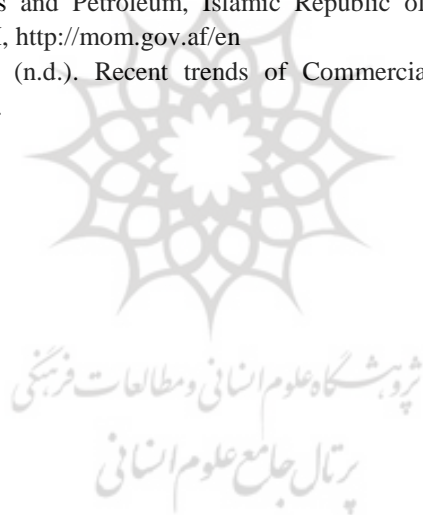 s and Petroleum, Islamic Republic of
, http://mom.gov.af/en
(n.d.). Recent trends of Commercia
پژوهشگاه علوم انسانی و مطالعات فرهنگی
پرتال جامع علوم انسانی